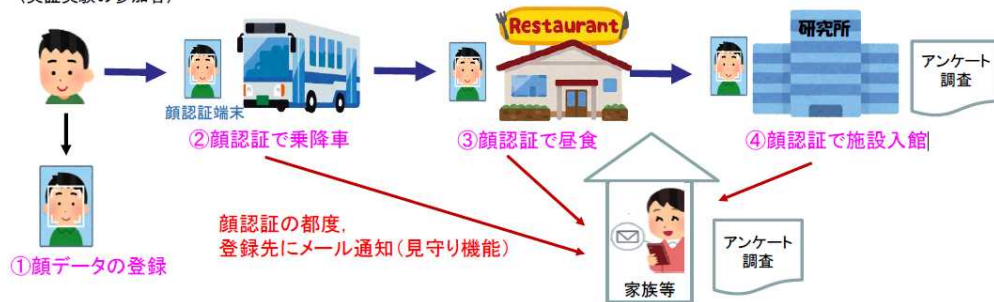 (実証実験の参加者)
Restaurant
研究所
アンケート
調査
顔認証端末
②顔認証で乗降車
③顔認証で昼食
④顔認証で施設入館
顔認証の都度,
登録先にメール通知(見守り機能)
①顔データの登録
家族等
アンケート
調査